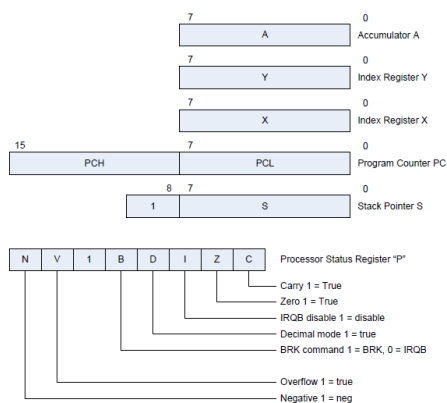 7 0
A Accumulator A
7 0
Y Index Register Y
7 0
X Index Register X
15 7 0
PCH PCL Program Counter PC
8 7 0
1 S Stack Pointer S
N V 1 B D I Z C Processor Status Register “P”
Carry 1 = True
Zero 1 = True
IRQB disable 1 = disable
Decimal mode 1 = true
BRK command 1 = BRK, 0 = IRQB
Overflow 1 = true
Negative 1 = neg